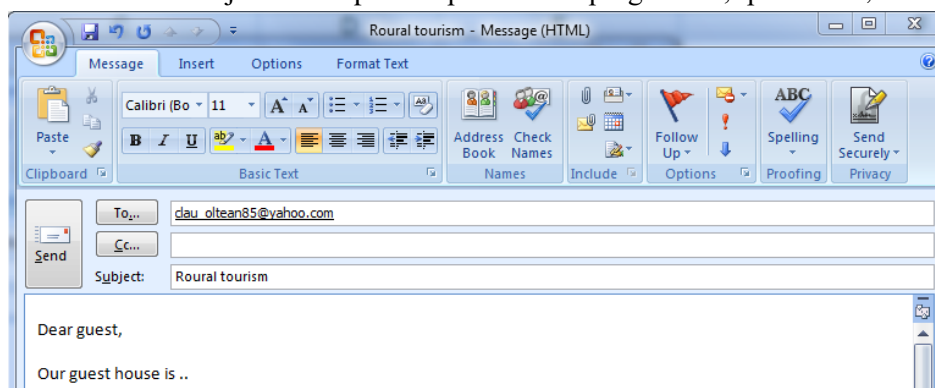 Roural tourism - Message (HTML)
Message Insert Options Format Text
Paste
Calibri (Bo 11
B I U
Address Book
Check Names
Follow Up
ABC
Spelling
Send Securely
Clipboard Basic Text Names Include Options Proofing Privacy
Send
To...
clau_oltean85@yahoo.com
Cc...
Subject: Roural tourism
Dear guest,
Our guest house is ..